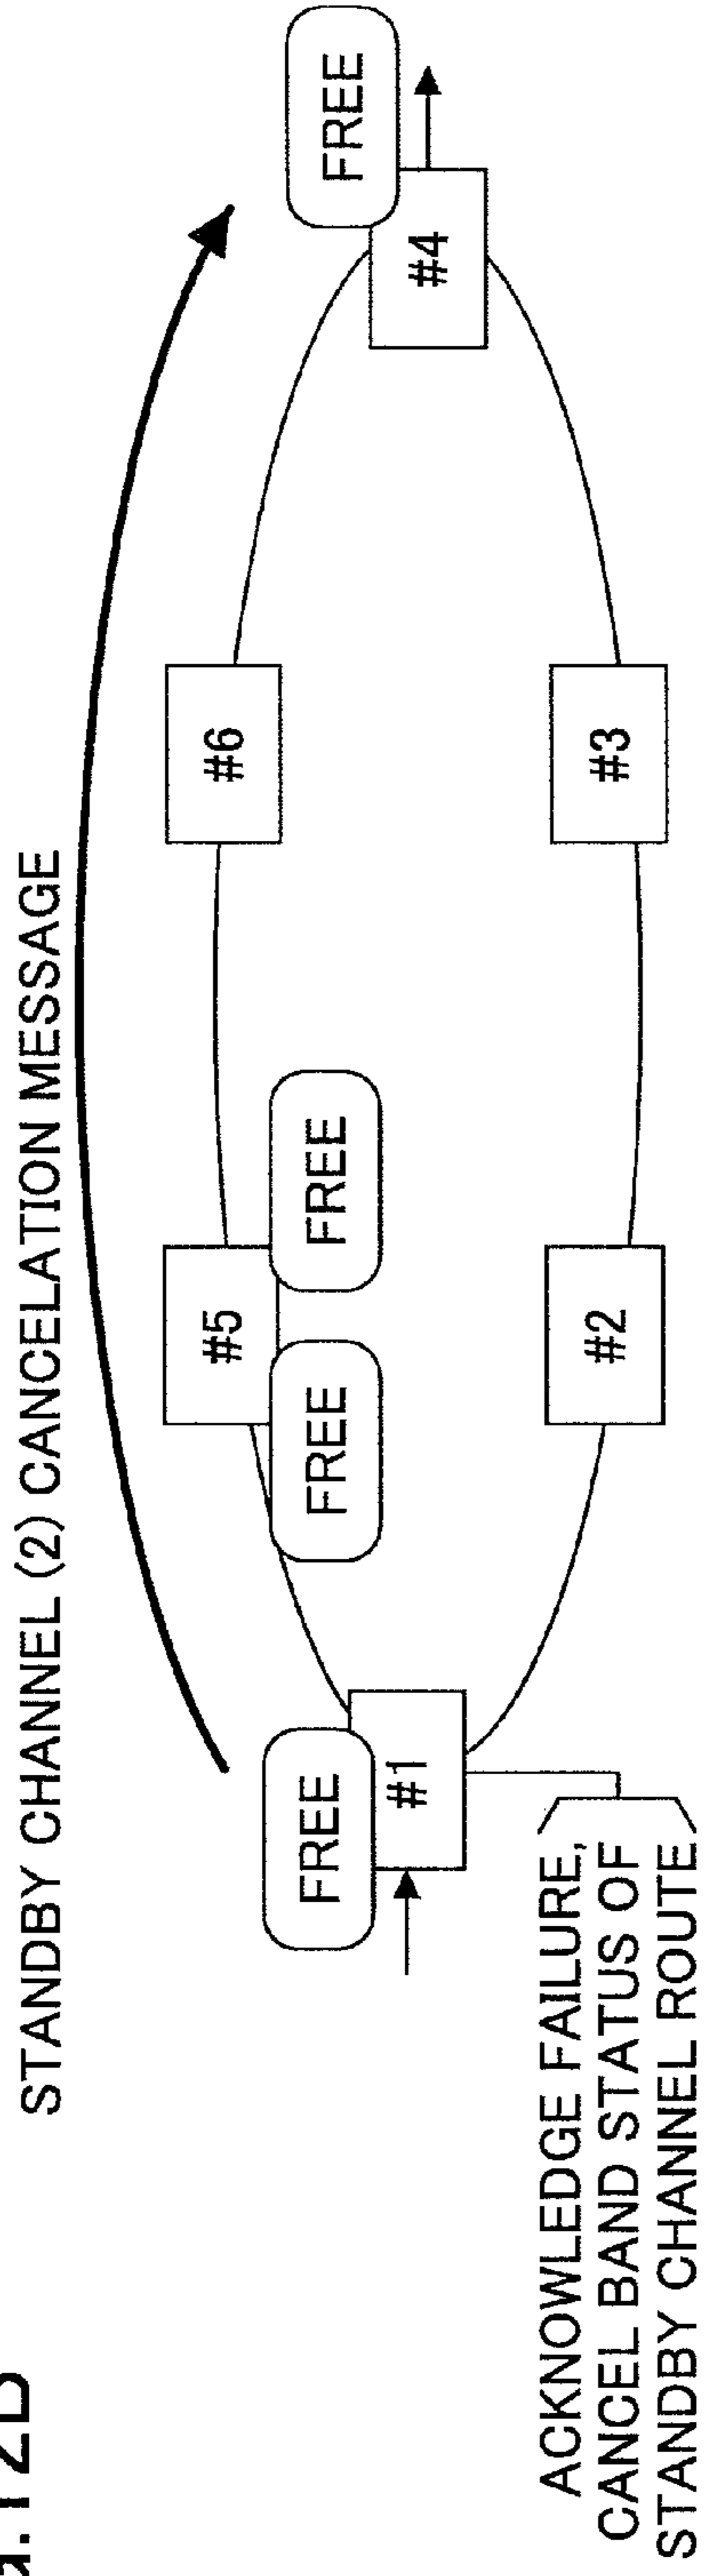 STANDBY CHANNEL (2) CANCELATION MESSAGE
FREE
#1
FREE
#5
FREE
#6
FREE
#4
#2
#3
ACKNOWLEDGE FAILURE,
CANCEL BAND STATUS OF
STANDBY CHANNEL ROUTE